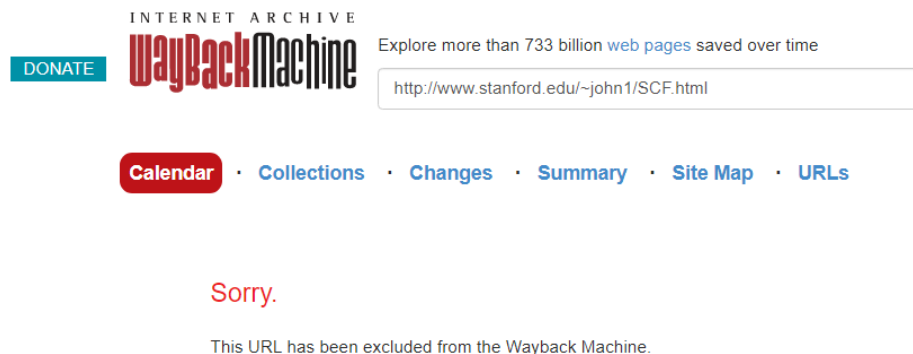 INTERNET ARCHIVE
WayBackMachine
DONATE
Explore more than 733 billion web pages saved over time
http://www.stanford.edu/~john1/SCF.html
Calendar · Collections · Changes · Summary · Site Map · URLs
Sorry.
This URL has been excluded from the Wayback Machine.